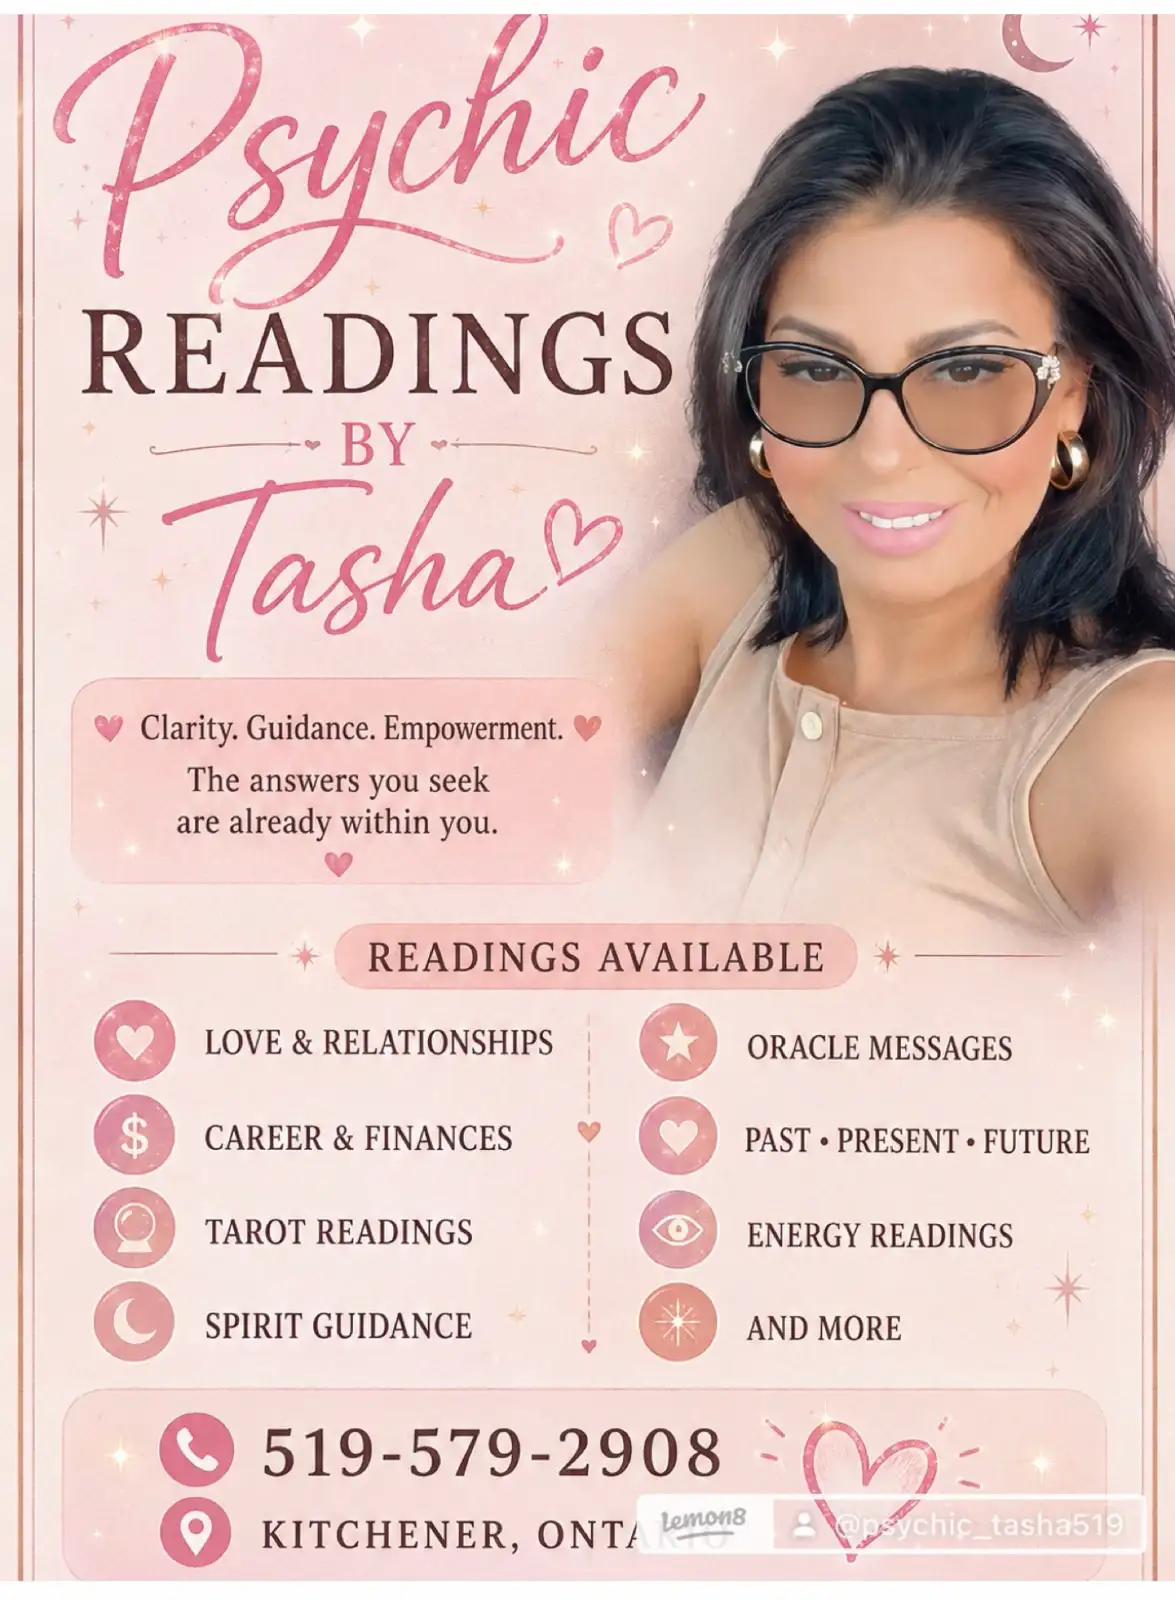 Psychic
READINGS
BY
Tasha
Clarity. Guidance. Empowerment.
The answers you seek
are already within you.
READINGS AVAILABLE
LOVE & RELATIONSHIPS
CAREER & FINANCES
TAROT READINGS
SPIRIT GUIDANCE
ORACLE MESSAGES
PAST • PRESENT • FUTURE
ENERGY READINGS
AND MORE
519-579-2908
KITCHENER, ONTARIO
lemon8 @psychic_tasha519